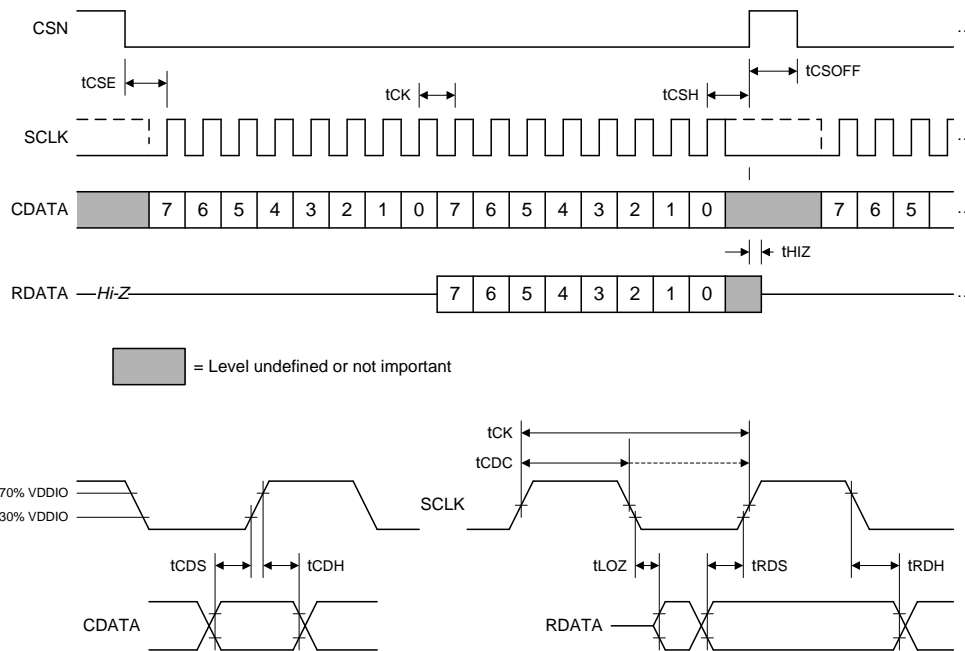 CSN
tCSE
tCK
tCSH
tCSOFF
SCLK
CDATA 7 6 5 4 3 2 1 0 7 6 5 4 3 2 1 0 7 6 5
tHIZ
RDATA Hi-Z 7 6 5 4 3 2 1 0
= Level undefined or not important
tCK
tCDC
70% VDDIO
30% VDDIO
SCLK
tCDS tCDH
tLOZ tRDS tRDH
CDATA
RDATA